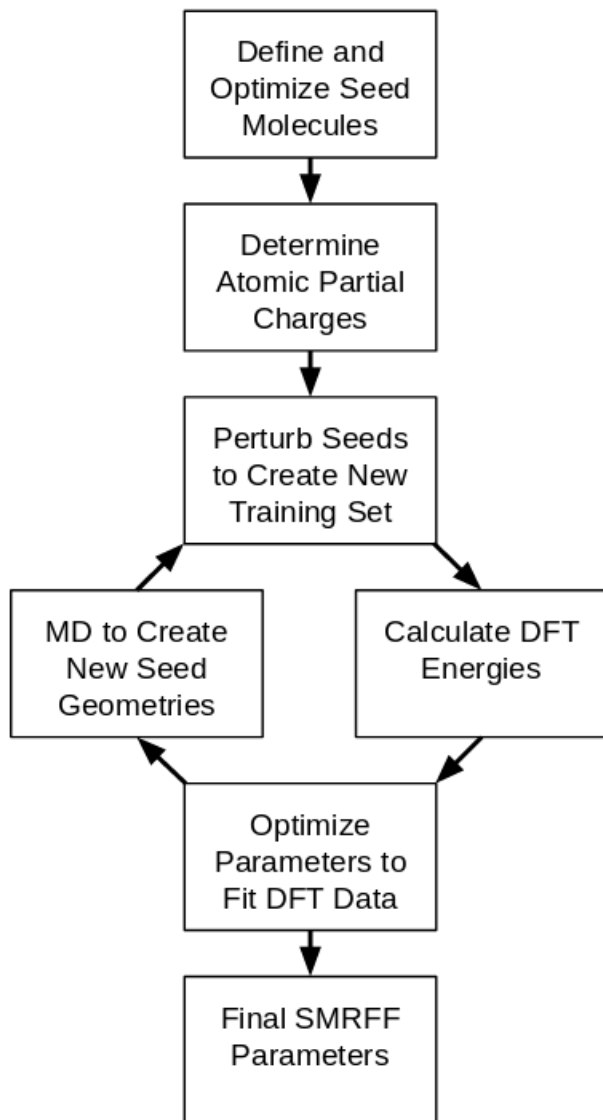 Define and
Optimize Seed
Molecules
Determine
Atomic Partial
Charges
Perturb Seeds
to Create New
Training Set
MD to Create
New Seed
Geometries
Calculate DFT
Energies
Optimize
Parameters to
Fit DFT Data
Final SMRFF
Parameters